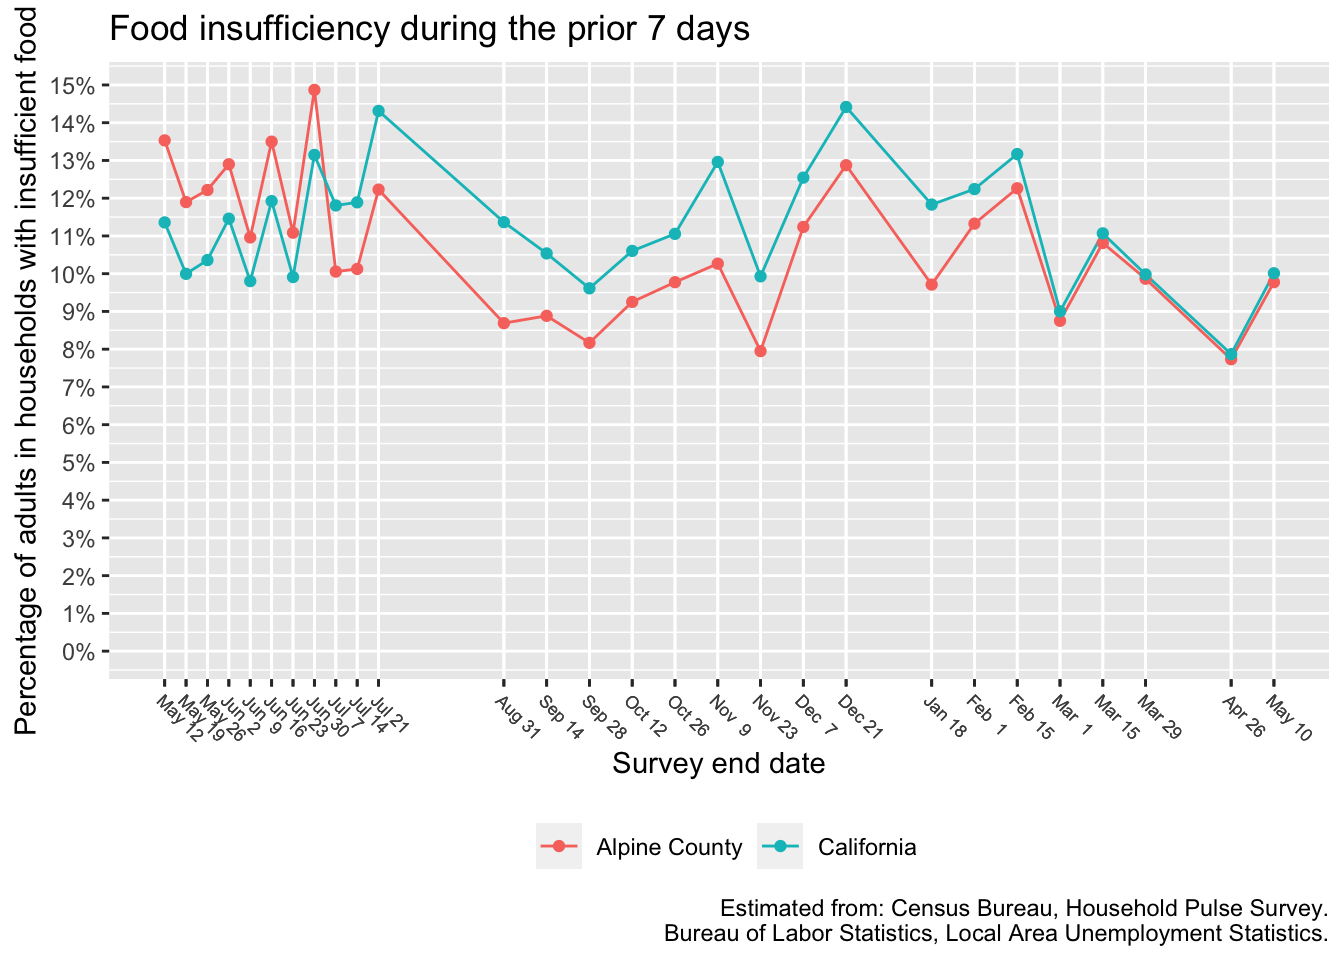 Food insufficiency during the prior 7 days
Percentage of adults in households with insufficient food
15%
14%
13%
12%
11%
10%
9%
8%
7%
6%
5%
4%
3%
2%
1%
0%
May 12
May 19
May 26
Jun 2
Jun 9
Jun 16
Jun 23
Jun 30
Jul 7
Jul 14
Jul 21
Aug 31
Sep 14
Sep 28
Oct 12
Oct 26
Nov 9
Nov 23
Dec 7
Dec 21
Jan 18
Feb 1
Feb 15
Mar 1
Mar 15
Mar 29
Apr 26
May 10
Survey end date
Alpine County
California
Estimated from: Census Bureau, Household Pulse Survey.
Bureau of Labor Statistics, Local Area Unemployment Statistics.